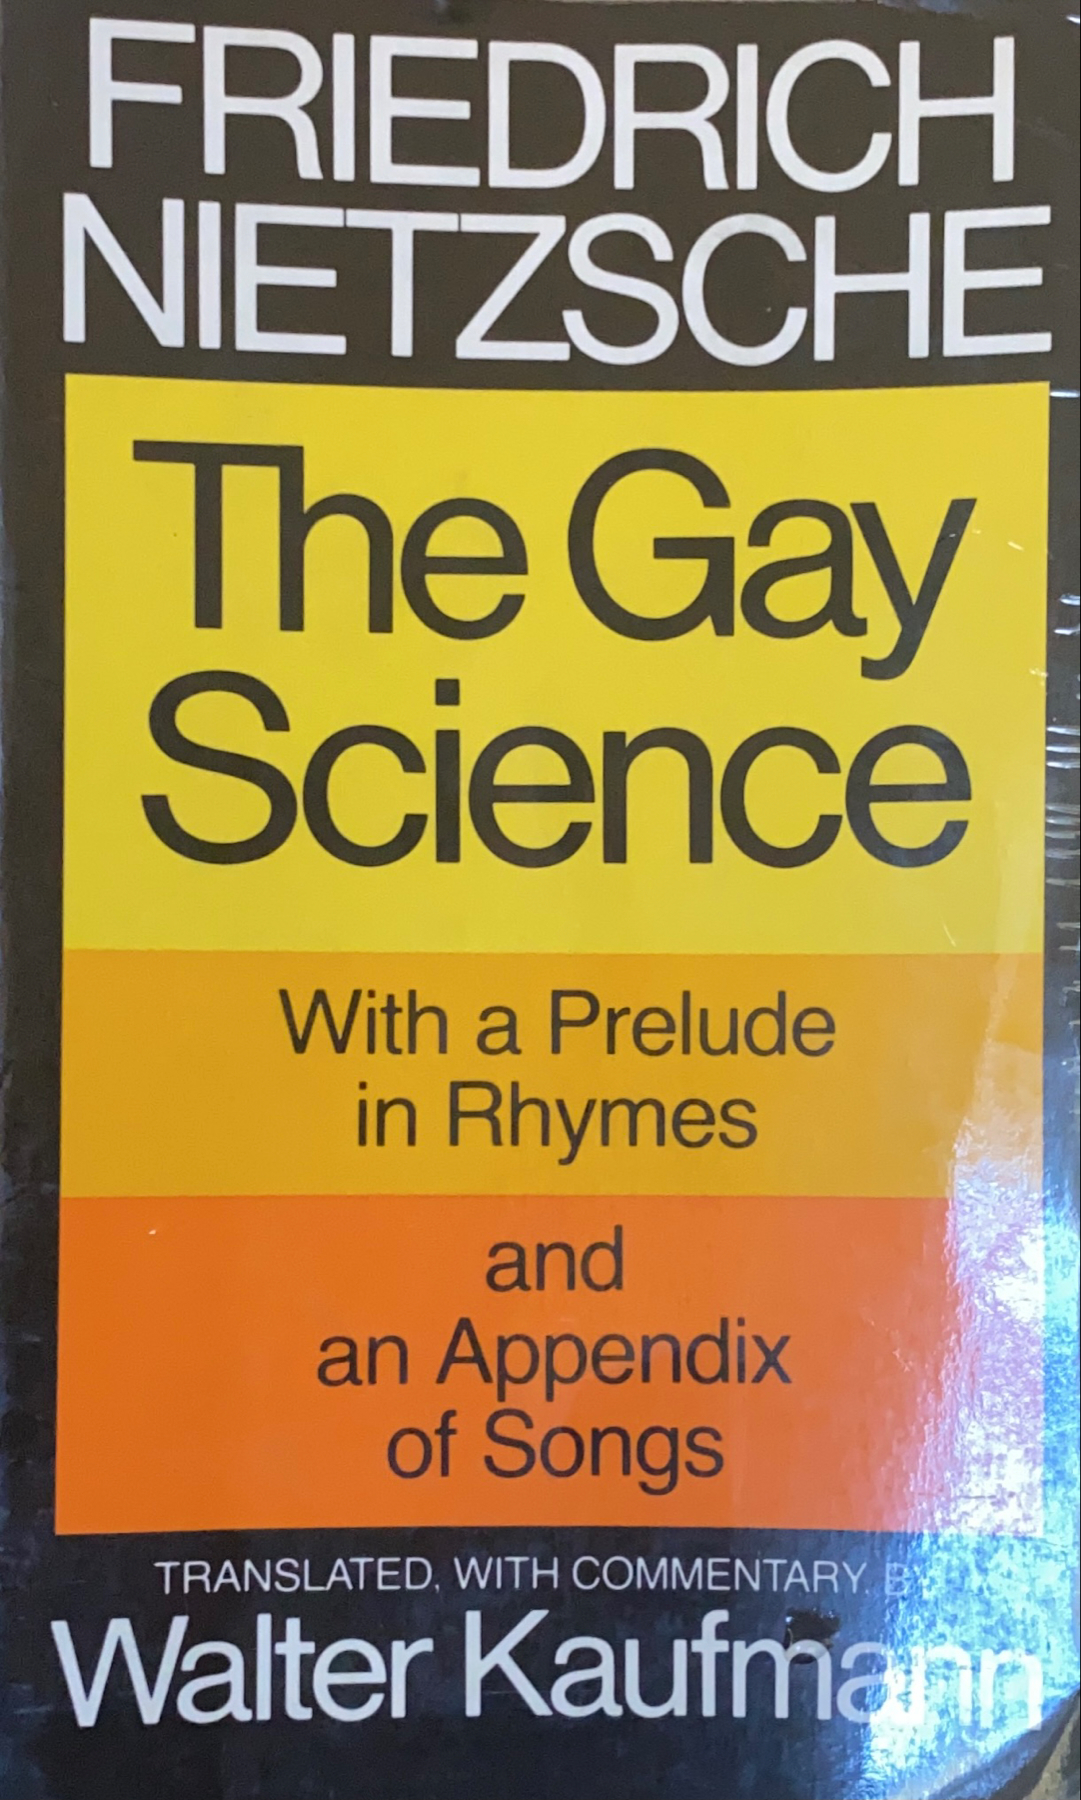 FRIEDRICH
NIETZSCHE
The Gay
Science
With a Prelude
in Rhymes
and
an Appendix
of Songs
TRANSLATED, WITH COMMENTARY, BY
Walter Kaufmann